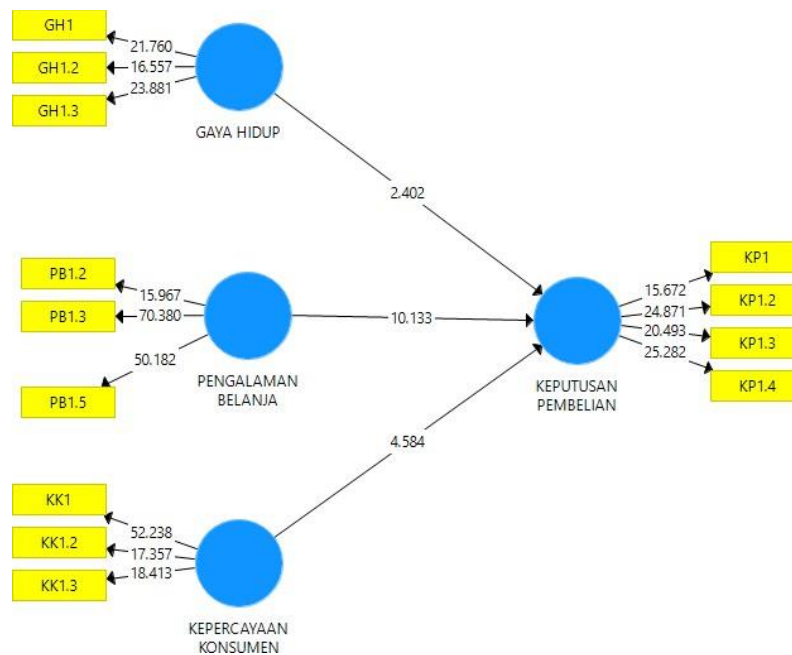 GH1
21.760
GH1.2
16.557
GH1.3
23.881
GAYA HIDUP
2.402
PB1.2
15.967
PB1.3
70.380
50.182
PB1.5
PENGALAMAN
BELANJA
10.133
KP1
15.672
KP1.2
24.871
KP1.3
20.493
KP1.4
25.282
KEPUTUSAN
PEMBELIAN
4.584
KK1
52.238
KK1.2
17.357
KK1.3
18.413
KEPERCAYAAN
KONSUMEN